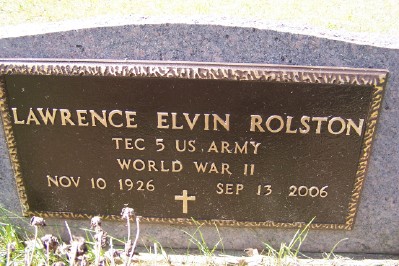 LAWRENCE ELVIN ROLSTON
TEC 5 US ARMY
WORLD WAR II
NOV 10 1926 SEP 13 2006